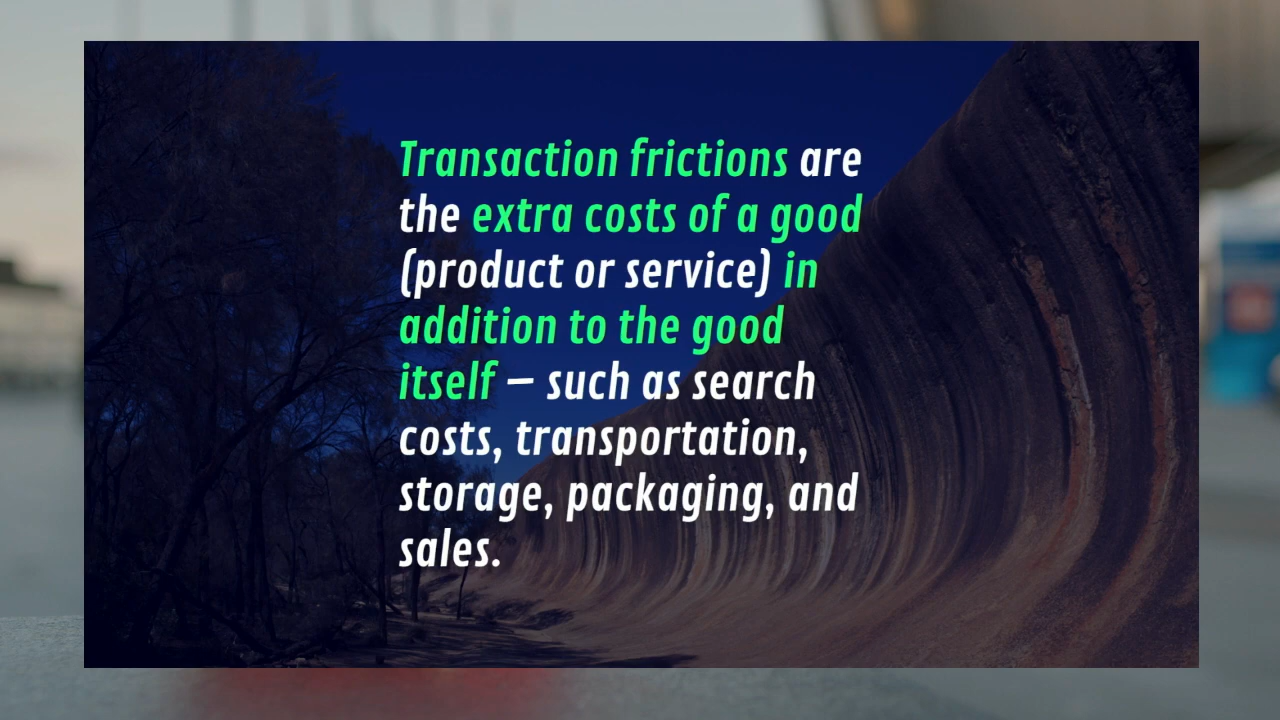 Transaction frictions are
the extra costs of a good
(product or service) in
addition to the good
itself – such as search
costs, transportation,
storage, packaging, and
sales.